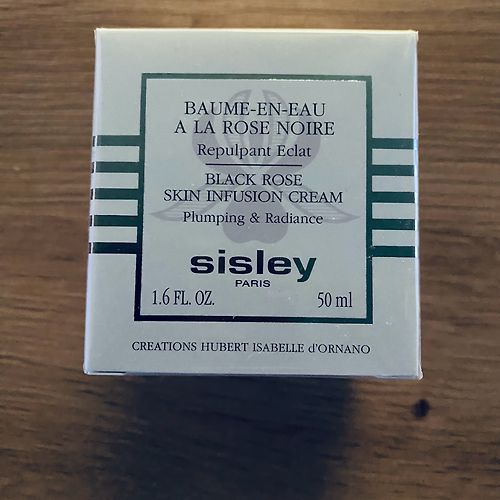 BAUME-EN-EAU
A LA ROSE NOIRE
Repulpant Eclat
BLACK ROSE
SKIN INFUSION CREAM
Plumping & Radiance
sisley
PARIS
1.6 FL. OZ. 50 ml
CREATIONS HUBERT ISABELLE d'ORNANO